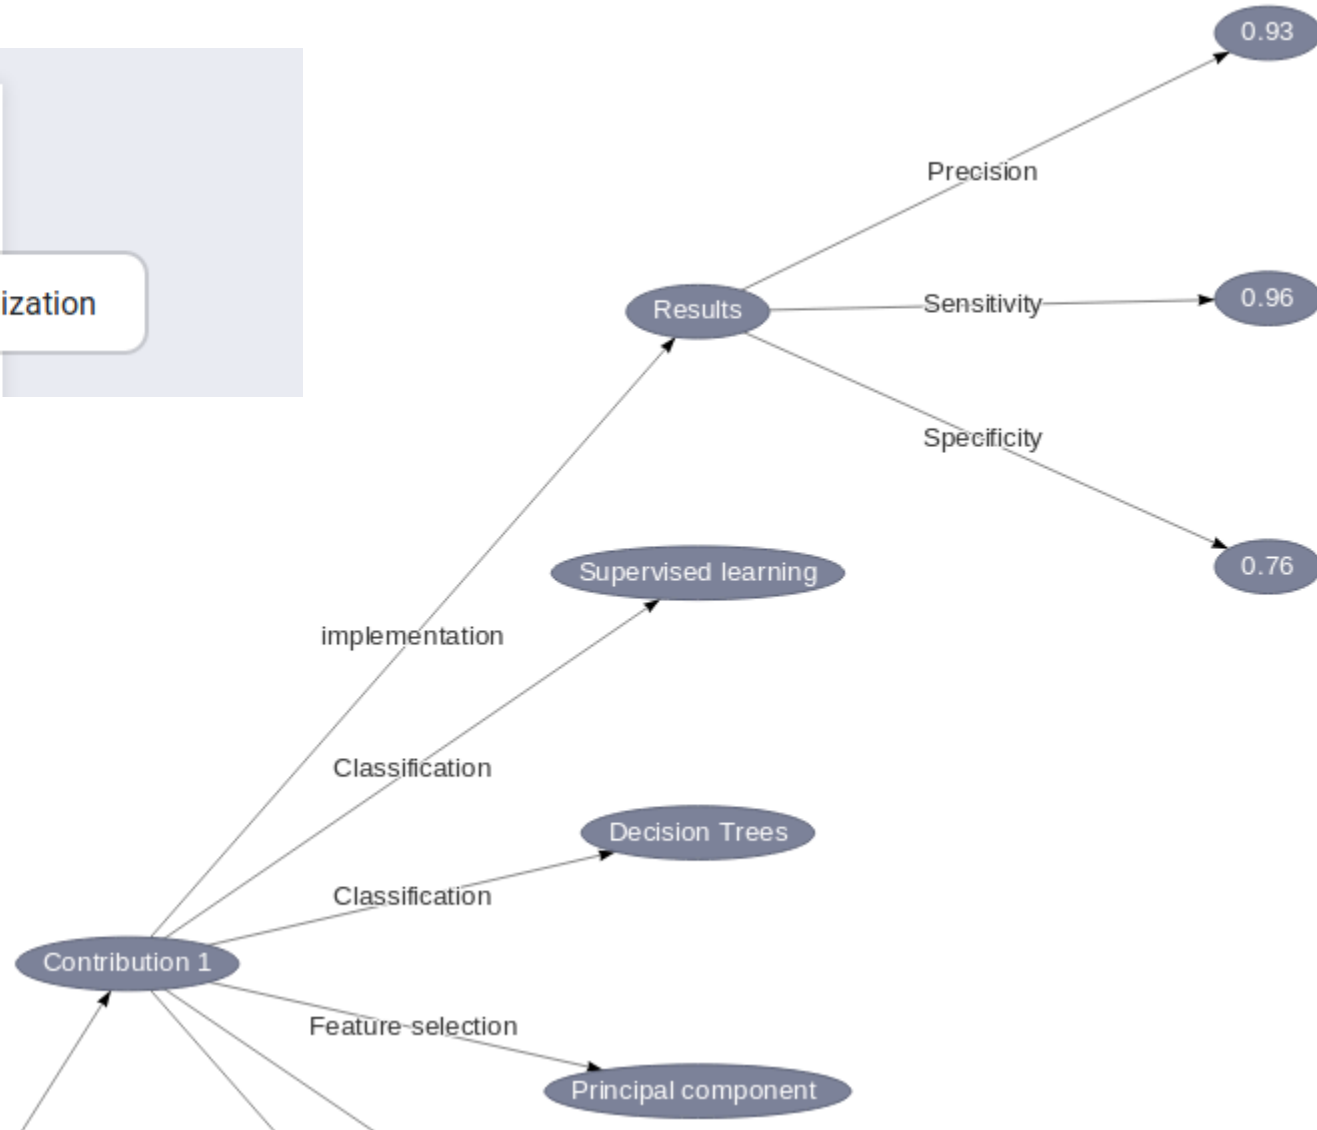 0.93
Precision
ization
Results
Sensitivity
0.96
Specificity
Supervised learning
0.76
implementation
Classification
Decision Trees
Classification
Contribution 1
Feature selection
Principal component